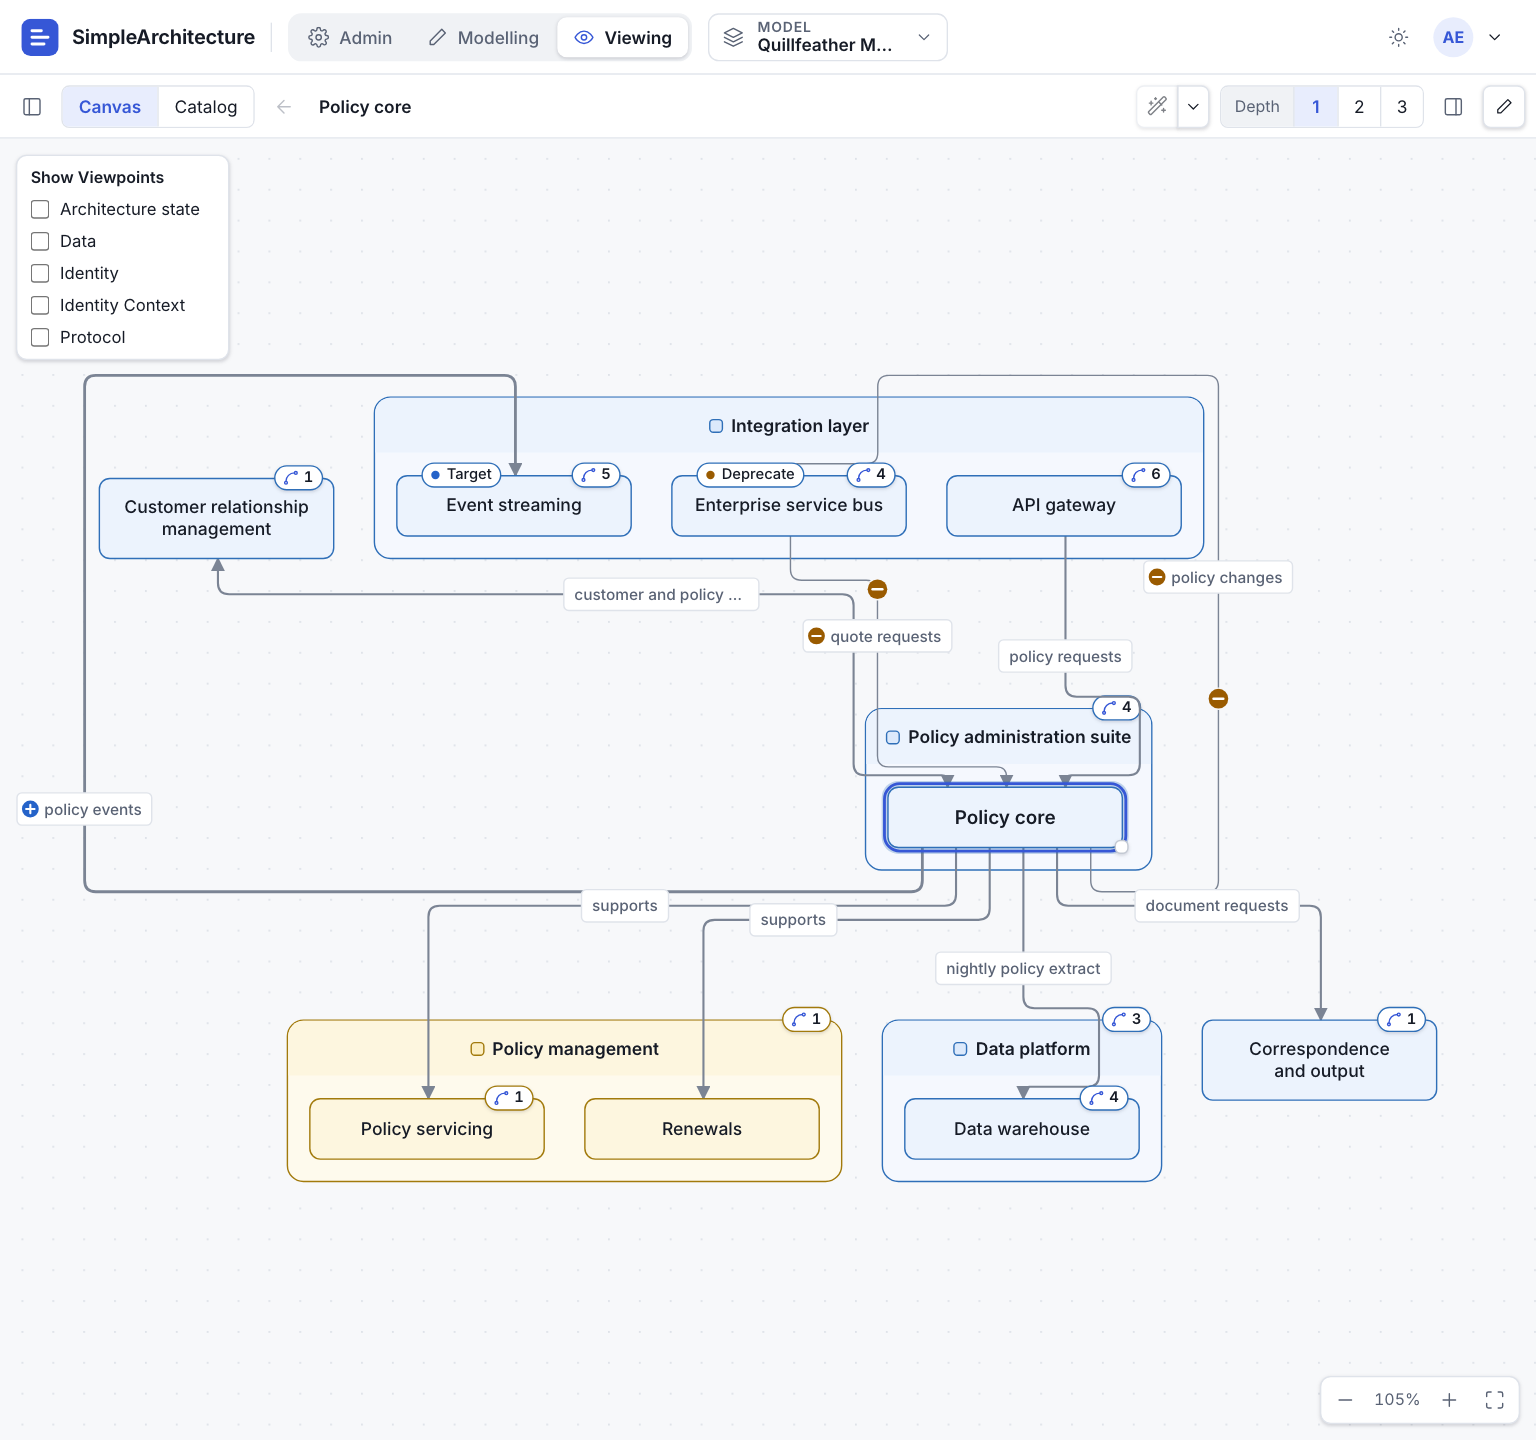 SimpleArchitecture
Admin
Modelling
Viewing
MODEL
Quillfeather M...
AE
Canvas
Catalog
Policy core
Depth
1
2
3
Show Viewpoints
Architecture state
Data
Identity
Identity Context
Protocol
Integration layer
1
Target
5
Deprecate
4
6
Customer relationship
management
Event streaming
Enterprise service bus
API gateway
policy changes
customer and policy ...
quote requests
policy requests
4
Policy administration suite
policy events
Policy core
supports
supports
document requests
nightly policy extract
1
3
1
Policy management
Data platform
Correspondence
and output
1
4
Policy servicing
Renewals
Data warehouse
105%